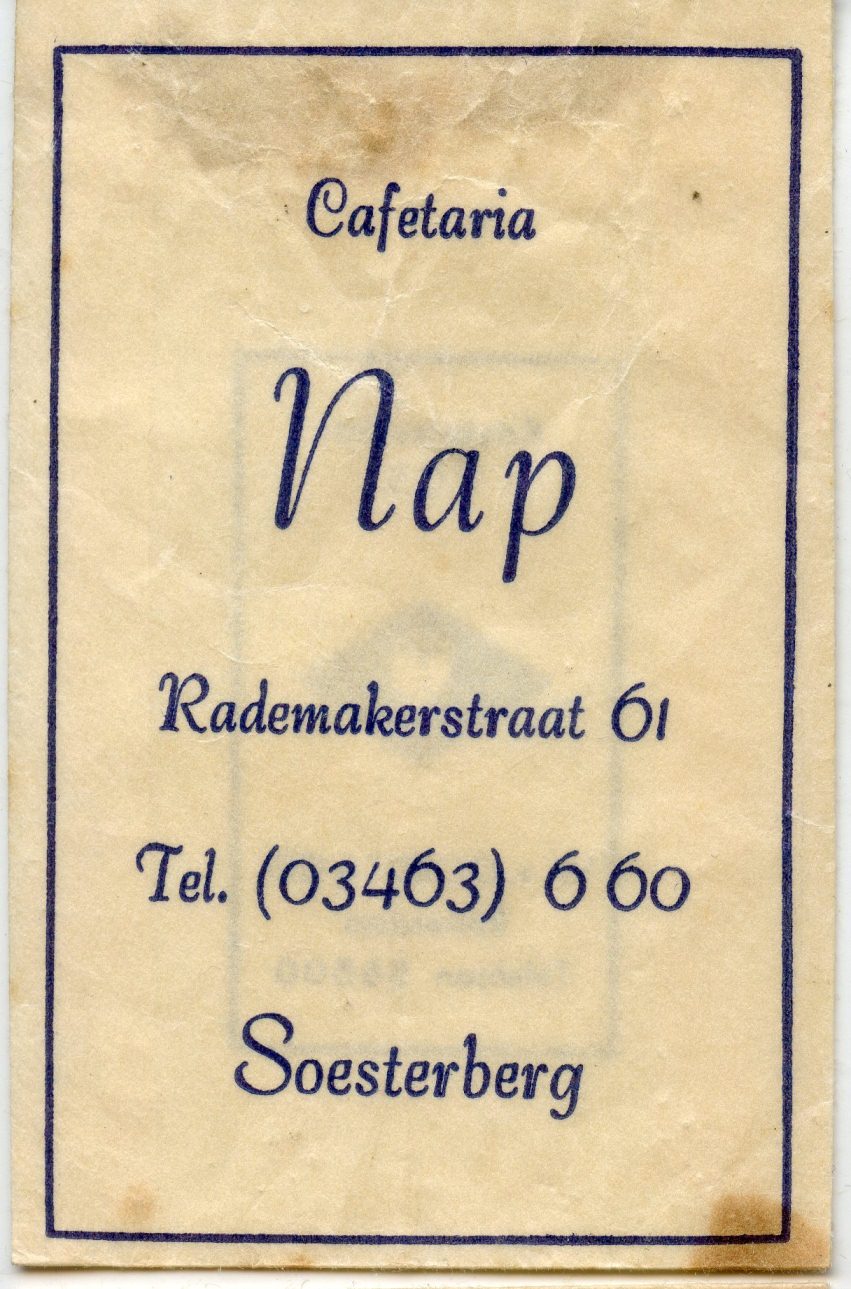 Cafetaria
Nap
Rademakerstraat 61
Tel. (03463) 6 60
Soesterberg